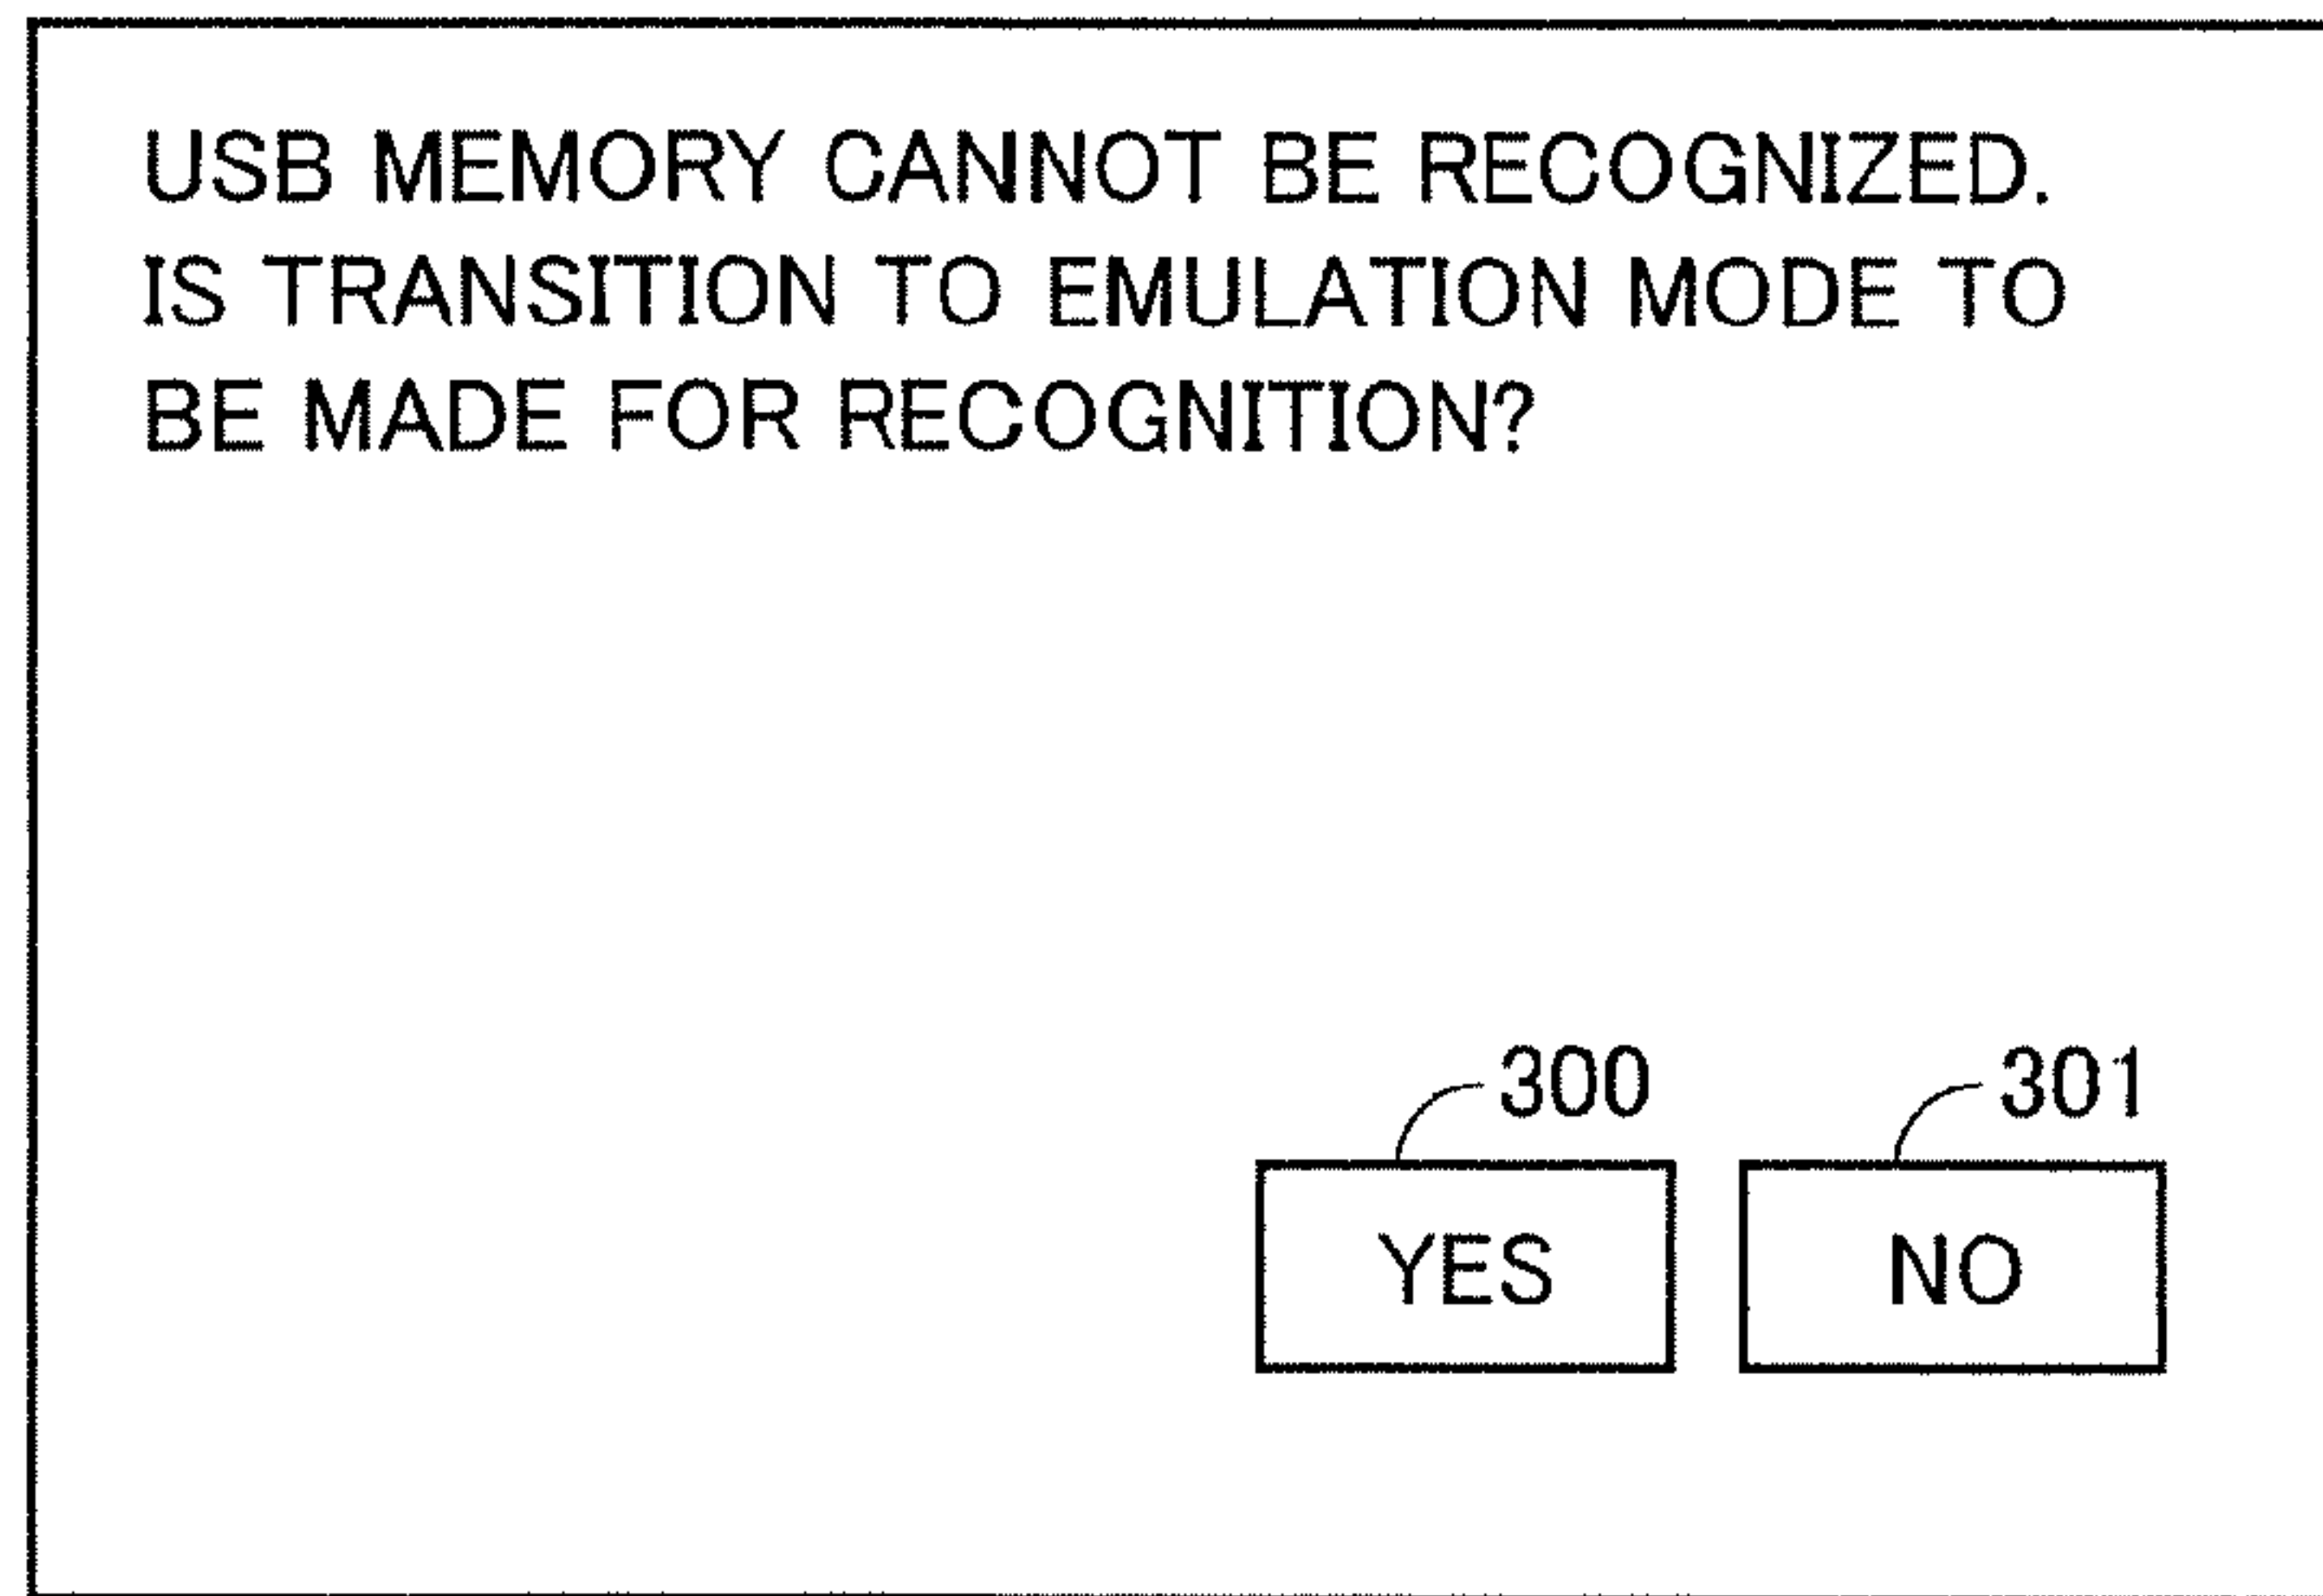 USB MEMORY CANNOT BE RECOGNIZED.
IS TRANSITION TO EMULATION MODE TO
BE MADE FOR RECOGNITION?
300 301
YES NO